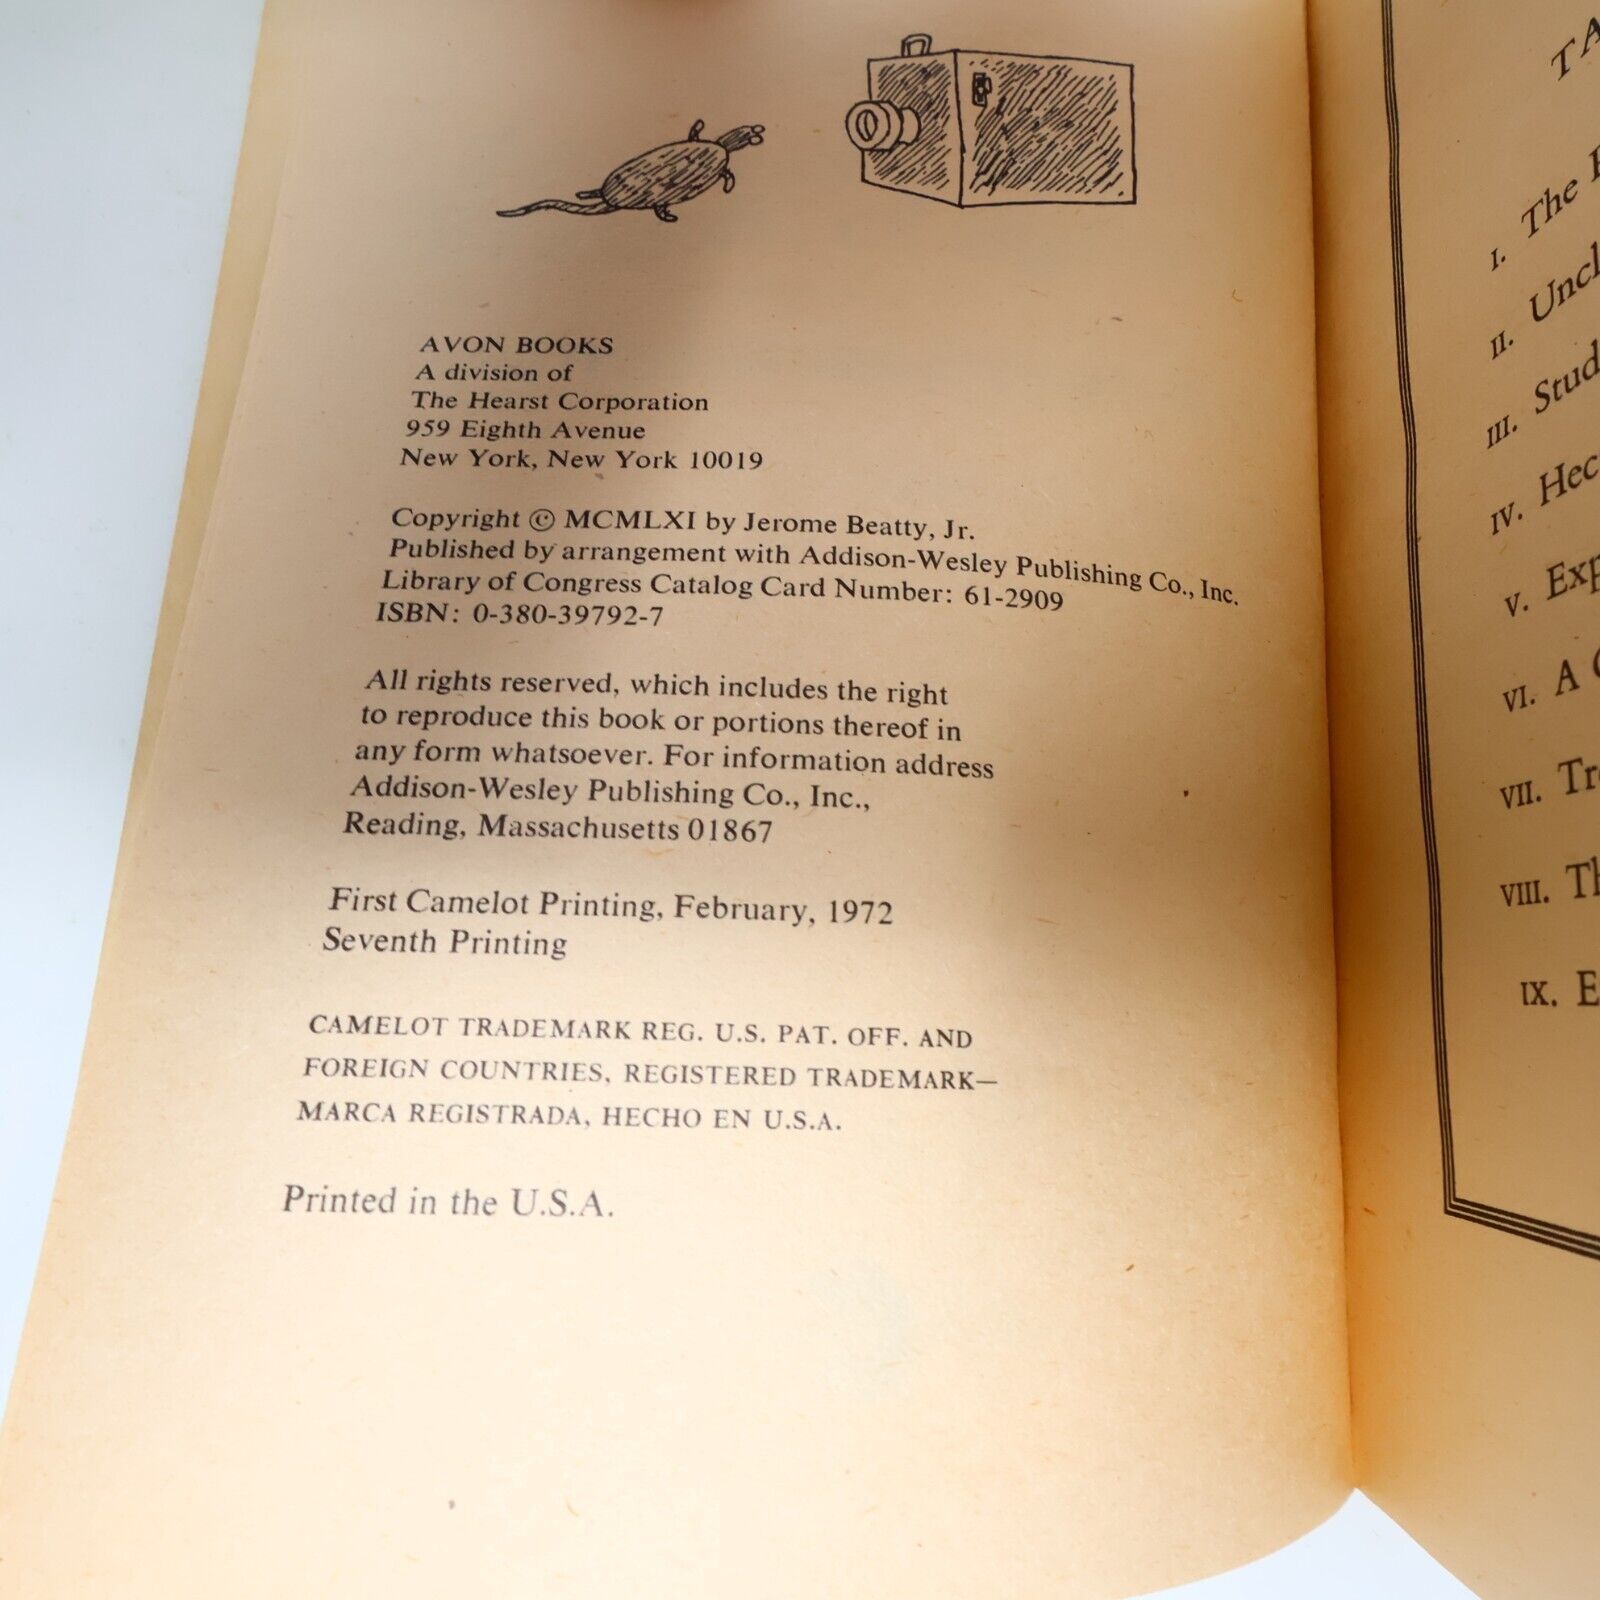 AVON BOOKS
A division of
The Hearst Corporation
959 Eighth Avenue
New York, New York 10019
Copyright © MCMLXI by Jerome Beatty, Jr.
Published by arrangement with Addison-Wesley Publishing Co., Inc.
Library of Congress Catalog Card Number: 61-2909
ISBN: 0-380-39792-7
All rights reserved, which includes the right
to reproduce this book or portions thereof in
any form whatsoever. For information address
Addison-Wesley Publishing Co., Inc.,
Reading, Massachusetts 01867
First Camelot Printing, February, 1972
Seventh Printing
CAMELOT TRADEMARK REG. U.S. PAT. OFF. AND
FOREIGN COUNTRIES, REGISTERED TRADEMARK—
MARCA REGISTRADA, HECHO EN U.S.A.
Printed in the U.S.A.
I. The
II.
III.
IV.
V.
VI. A
VII.
VIII.
IX.